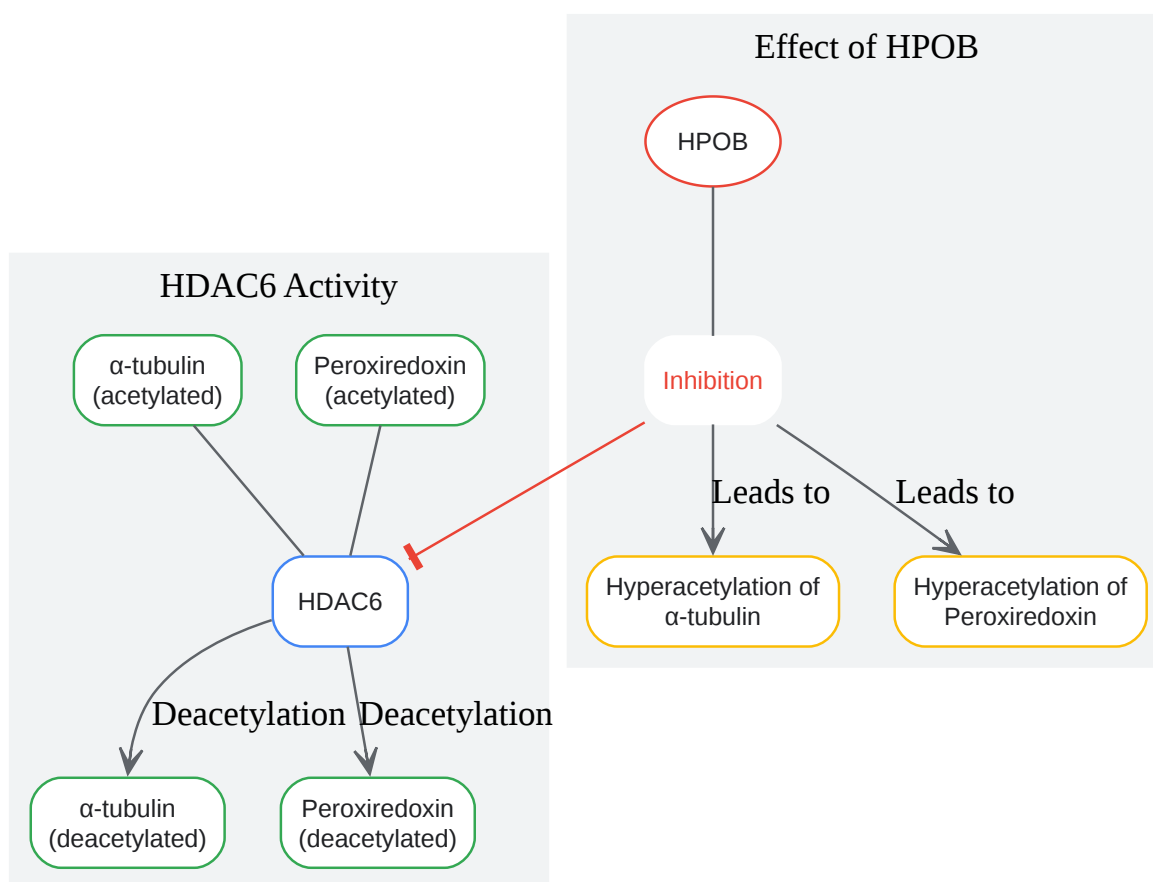 Effect of HPOB
HPOB
HDAC6 Activity
α-tubulin
(acetylated)
Peroxiredoxin
(acetylated)
Inhibition
Leads to
Leads to
HDAC6
Hyperacetylation of
α-tubulin
Hyperacetylation of
Peroxiredoxin
Deacetylation
Deacetylation
α-tubulin
(deacetylated)
Peroxiredoxin
(deacetylated)